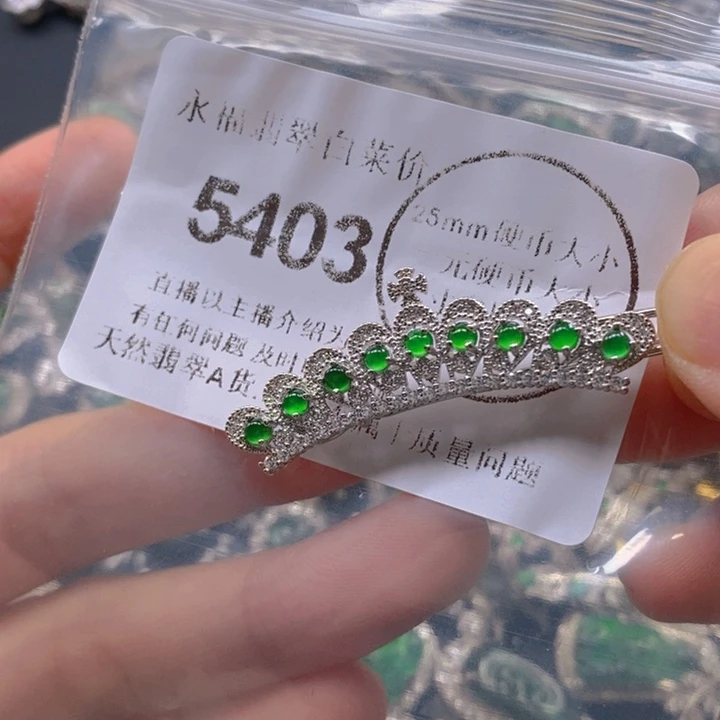 永福翡翠白菜价
5403
25mm硬币大小
元硬币大小
直播以主播介绍为
有任何问题 及时
天然翡翠A货
质量问题